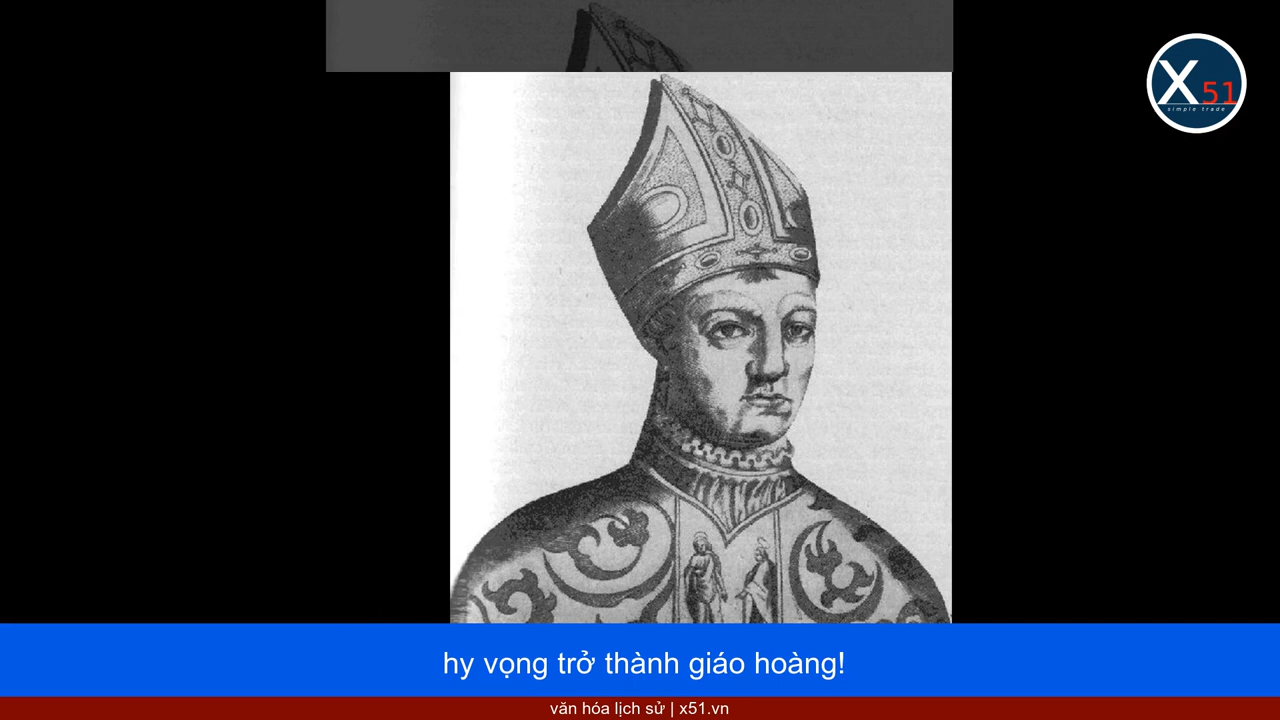 X51
simple trade
hy vọng trở thành giáo hoàng!
văn hóa lịch sử | x51.vn